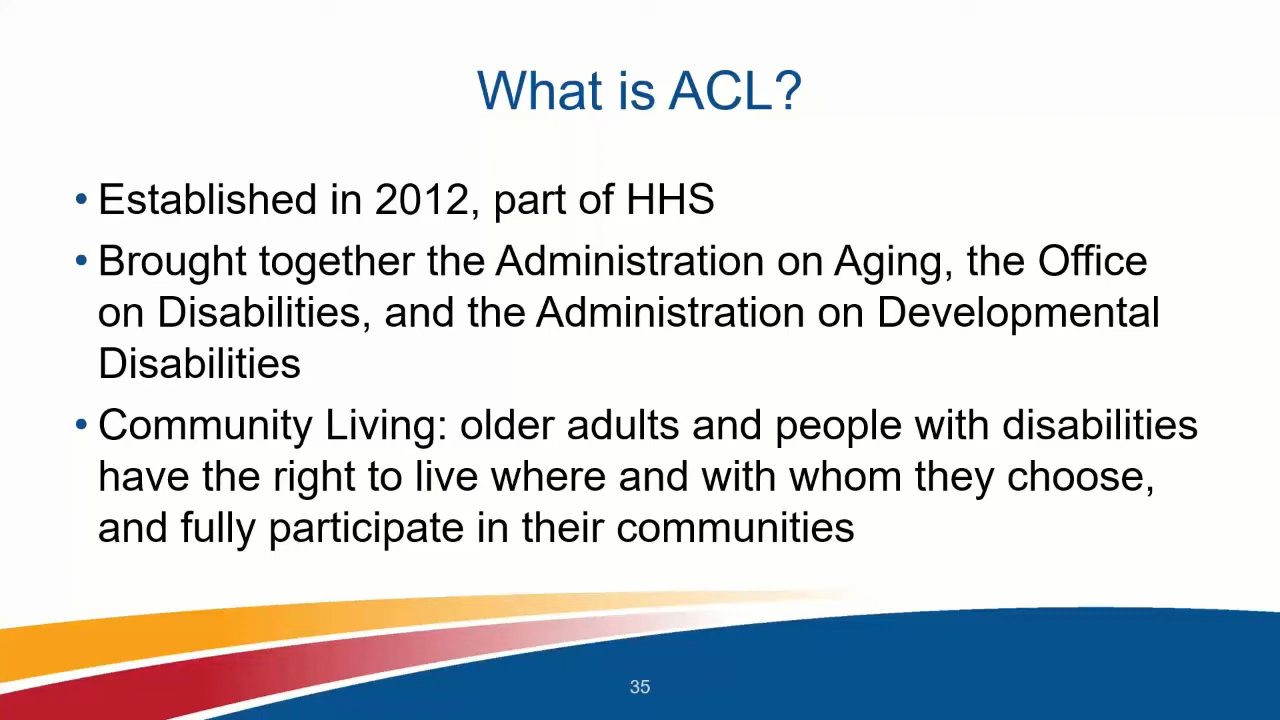 What is ACL?
• Established in 2012, part of HHS
• Brought together the Administration on Aging, the Office
on Disabilities, and the Administration on Developmental
Disabilities
• Community Living: older adults and people with disabilities
have the right to live where and with whom they choose,
and fully participate in their communities
35